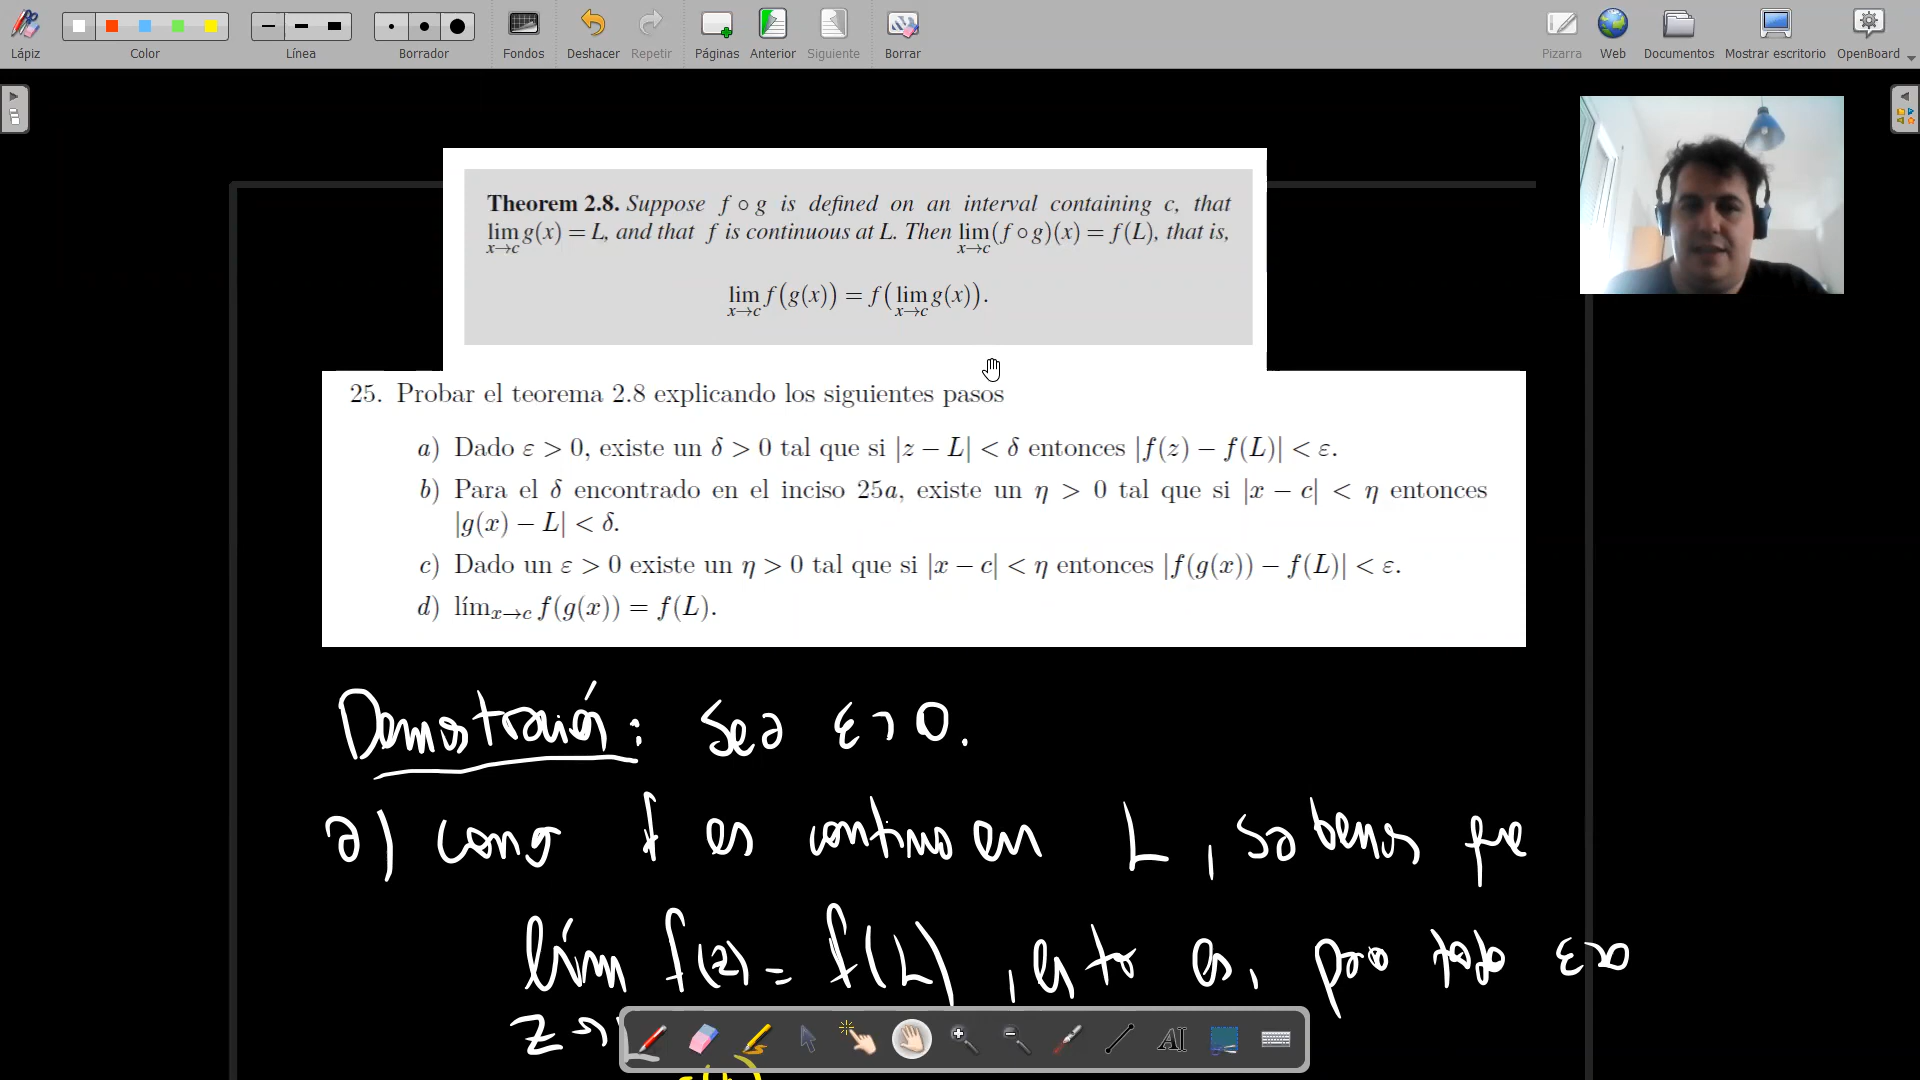 Lápiz
Color
Línea
Borrador
Fondos
Deshacer
Repetir
Páginas
Anterior
Siguiente
Borrar
Pizarra
Web
Documentos
Mostrar escritorio
OpenBoard
Theorem 2.8. Suppose f ∘ g is defined on an interval containing c, that
lim x→c g(x) = L, and that f is continuous at L. Then lim x→c (f ∘ g)(x) = f(L), that is,
lim x→c f(g(x)) = f(lim x→c g(x)).
25. Probar el teorema 2.8 explicando los siguientes pasos
a) Dado ε > 0, existe un δ > 0 tal que si |z − L| < δ entonces |f(z) − f(L)| < ε.
b) Para el δ encontrado en el inciso 25a, existe un η > 0 tal que si |x − c| < η entonces
|g(x) − L| < δ.
c) Dado un ε > 0 existe un η > 0 tal que si |x − c| < η entonces |f(g(x)) − f(L)| < ε.
d) lím x→c f(g(x)) = f(L).
Demostración: Sea ε > 0.
a) como f es continua en L, sabemos que
lím f(z) = f(L), esto es, para todo ε>0
z→